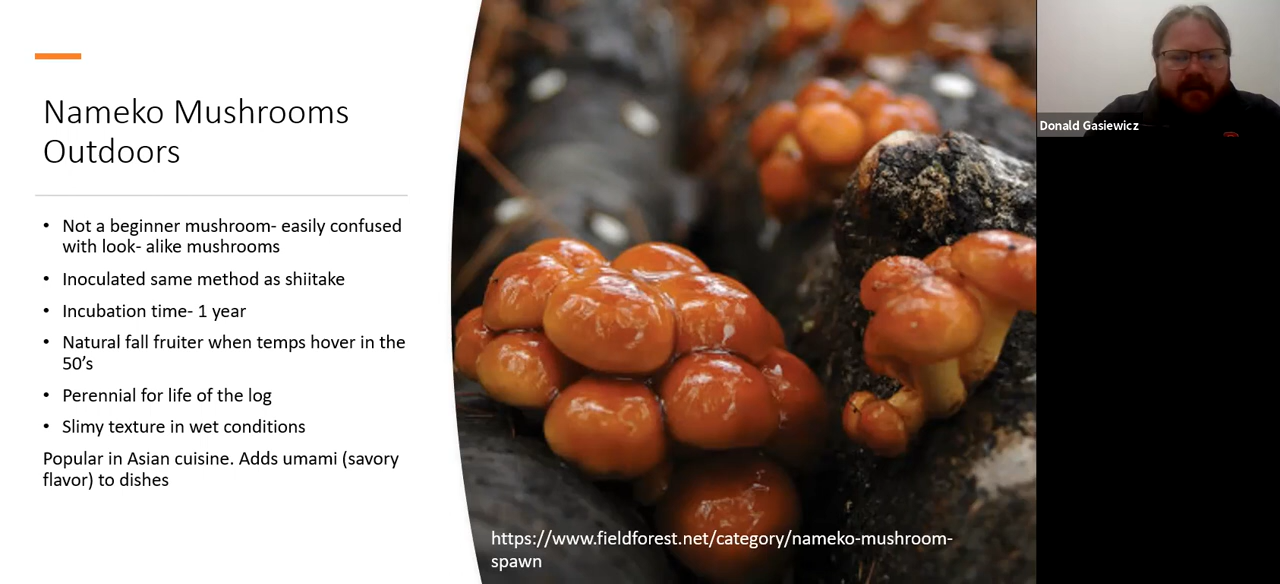 Nameko Mushrooms
Outdoors
• Not a beginner mushroom- easily confused
with look- alike mushrooms
• Inoculated same method as shiitake
• Incubation time- 1 year
• Natural fall fruiter when temps hover in the
50’s
• Perennial for life of the log
• Slimy texture in wet conditions
Popular in Asian cuisine. Adds umami (savory
flavor) to dishes
https://www.fieldforest.net/category/nameko-mushroom-
spawn
Donald Gasiewicz